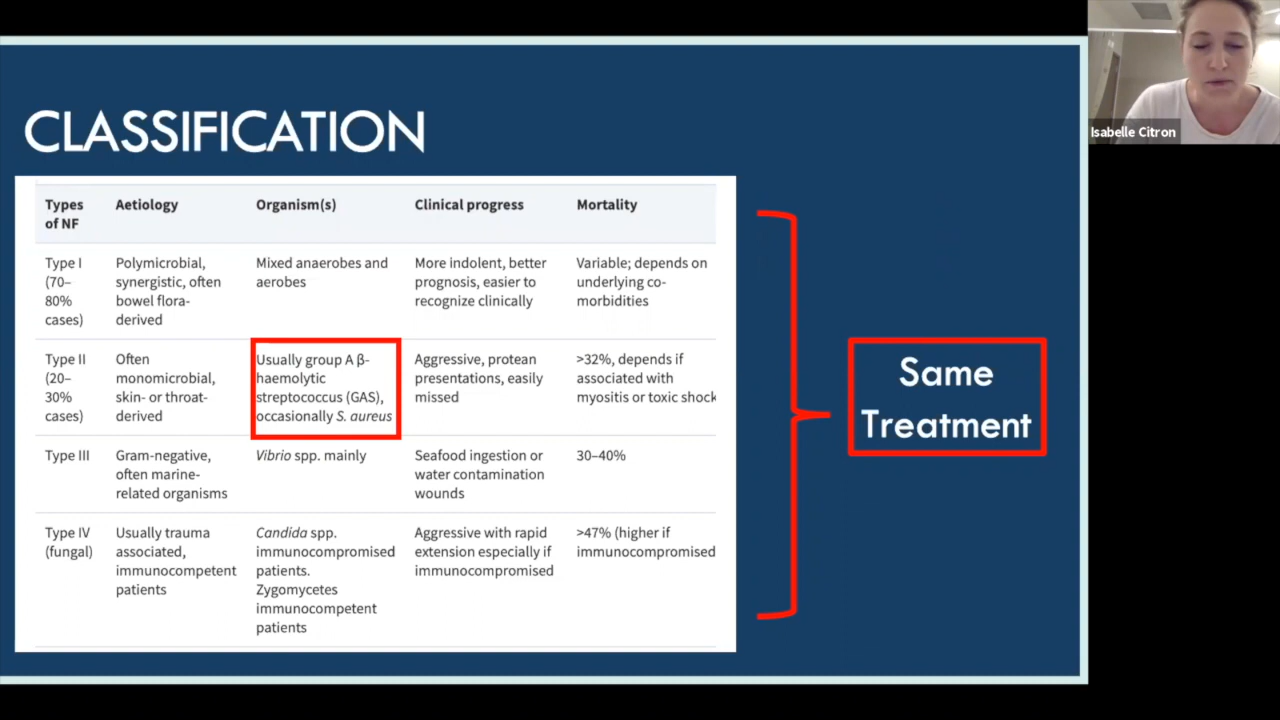 Isabelle Citron
CLASSIFICATION
Types of NF
Aetiology
Organism(s)
Clinical progress
Mortality
Type I (70–80% cases)
Polymicrobial, synergistic, often bowel flora-derived
Mixed anaerobes and aerobes
More indolent, better prognosis, easier to recognize clinically
Variable; depends on underlying co-morbidities
Type II (20–30% cases)
Often monomicrobial, skin- or throat-derived
Usually group A β-haemolytic streptococcus (GAS), occasionally S. aureus
Aggressive, protean presentations, easily missed
>32%, depends if associated with myositis or toxic shock
Type III
Gram-negative, often marine-related organisms
Vibrio spp. mainly
Seafood ingestion or water contamination wounds
30–40%
Type IV (fungal)
Usually trauma associated, immunocompetent patients
Candida spp. immunocompromised patients. Zygomycetes immunocompetent patients
Aggressive with rapid extension especially if immunocompromised
>47% (higher if immunocompromised
Same
Treatment